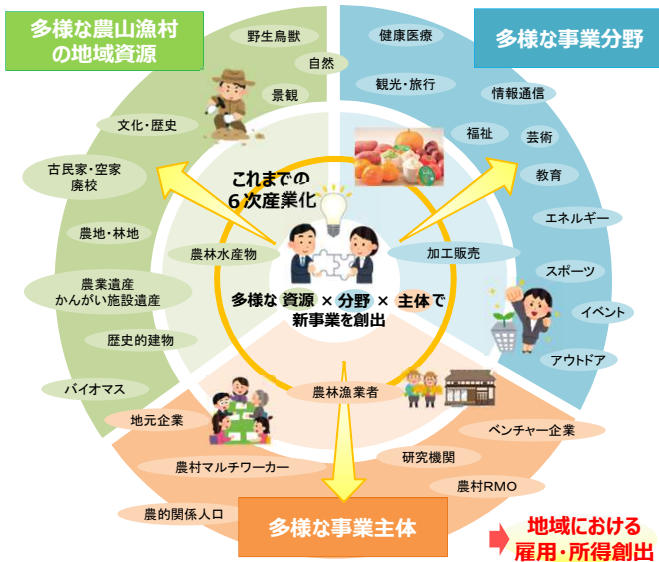 多様な農山漁村
の地域資源
野生鳥獣
自然
景観
文化・歴史
古民家・空家
廃校
農地・林地
農業遺産
かんがい施設遺産
歴史的建物
バイオマス
農林水産物
多様な事業分野
健康医療
観光・旅行
情報通信
福祉
芸術
教育
エネルギー
スポーツ
イベント
アウトドア
加工販売
これまでの
6次産業化
多様な 資源 × 分野 × 主体で
新事業を創出
農林漁業者
地元企業
農村マルチワーカー
農的関係人口
ベンチャー企業
研究機関
農村RMO
多様な事業主体
地域における
雇用・所得創出